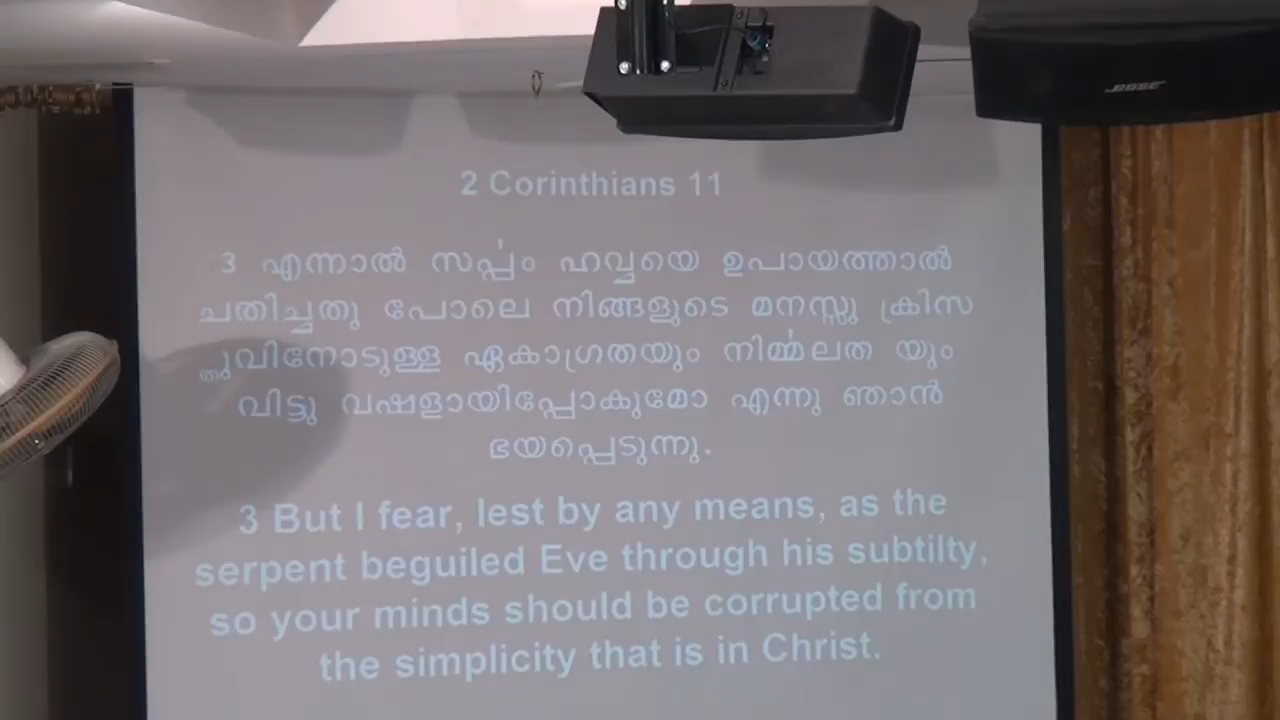 BOSE
2 Corinthians 11
3 എന്നാൽ സൎപ്പം ഹവ്വയെ ഉപായത്താൽ
ചതിച്ചതു പോലെ നിങ്ങളുടെ മനസ്സു ക്രിസ
്തുവിനോടുള്ള ഏകാഗ്രതയും നിൎമ്മലത യും
വിട്ടു വഷളായിപ്പോകുമോ എന്നു ഞാൻ
ഭയപ്പെടുന്നു.
3 But I fear, lest by any means, as the
serpent beguiled Eve through his subtilty,
so your minds should be corrupted from
the simplicity that is in Christ.